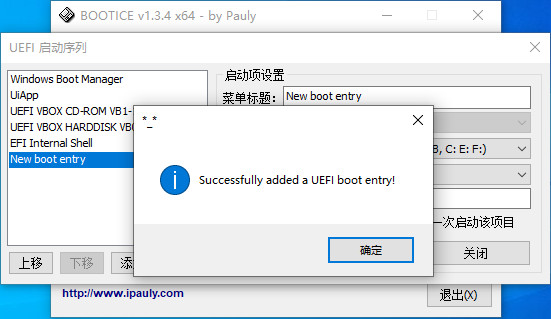 BOOTICE v1.3.4 x64 - by Pauly
UEFI 启动序列
Windows Boot Manager
UiApp
UEFI VBOX CD-ROM VB1-
UEFI VBOX HARDDISK
EFI Internal Shell
New boot entry
启动项设置
菜单标题：
New boot entry
B, C: E: F:)
一次启动该项目
*_*
Successfully added a UEFI boot entry!
确定
上移
下移
添
关闭
http://www.ipauly.com
退出(X)